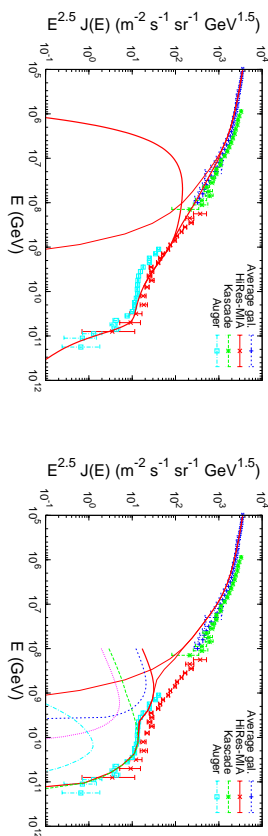 E^2.5 J(E) (m^-2 s^-1 sr^-1 GeV^1.5)
10^4
10^3
10^2
10^1
10^0
10^-1
10^5
10^6
10^7
10^8
10^9
10^10
10^11
10^12
E (GeV)
Average gal.
HiRes-MIA
Kascade
Auger
E^2.5 J(E) (m^-2 s^-1 sr^-1 GeV^1.5)
10^4
10^3
10^2
10^1
10^0
10^-1
10^5
10^6
10^7
10^8
10^9
10^10
10^11
10^12
E (GeV)
Average gal.
HiRes-MIA
Kascade
Auger